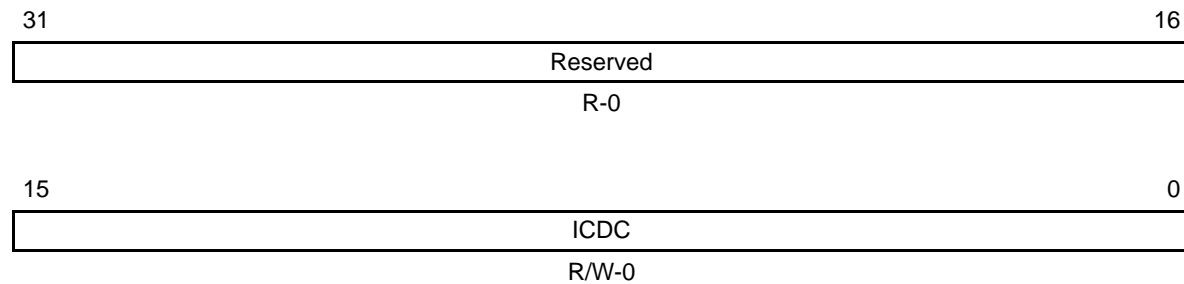 31 16
Reserved
R-0
15 0
ICDC
R/W-0